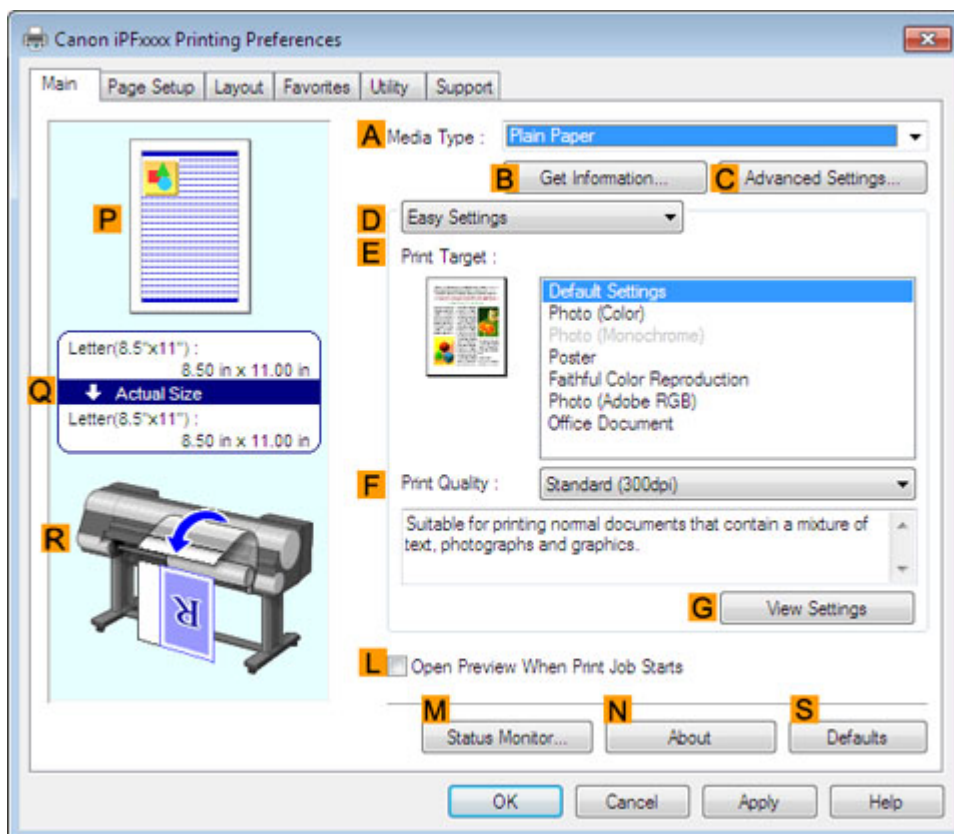 Canon iPFxxxx Printing Preferences
Main Page Setup Layout Favorites Utility Support
A Media Type : Plain Paper
B Get Information... C Advanced Settings...
D Easy Settings
E Print Target :
Default Settings
Photo (Color)
Photo (Monochrome)
Poster
Faithful Color Reproduction
Photo (Adobe RGB)
Office Document
F Print Quality : Standard (300dpi)
Suitable for printing normal documents that contain a mixture of
text, photographs and graphics.
G View Settings
P
Letter(8.5"x11") :
8.50 in x 11.00 in
Q Actual Size
Letter(8.5"x11") :
8.50 in x 11.00 in
R
R
L Open Preview When Print Job Starts
M N S
Status Monitor... About Defaults
OK Cancel Apply Help